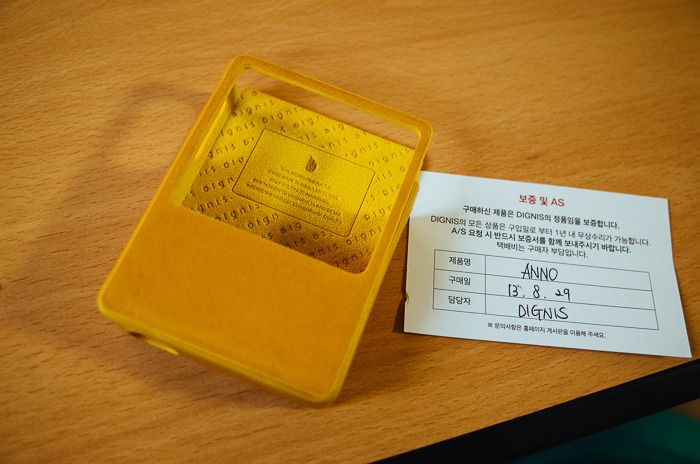 Dignis
보증 및 AS
구매하신 제품은 DIGNIS의 정품임을 보증합니다.
DIGNIS의 모든 상품은 구입일로 부터 1년 내 무상수리가 가능합니다.
A/S 요청 시 반드시 보증서를 함께 보내주시기 바랍니다.
택배비는 구매자 부담입니다.
제품명 ANNO
구매일 13. 8. 29
담당자 DIGNIS
※ 문의사항은 홈페이지 게시판을 이용해 주세요.